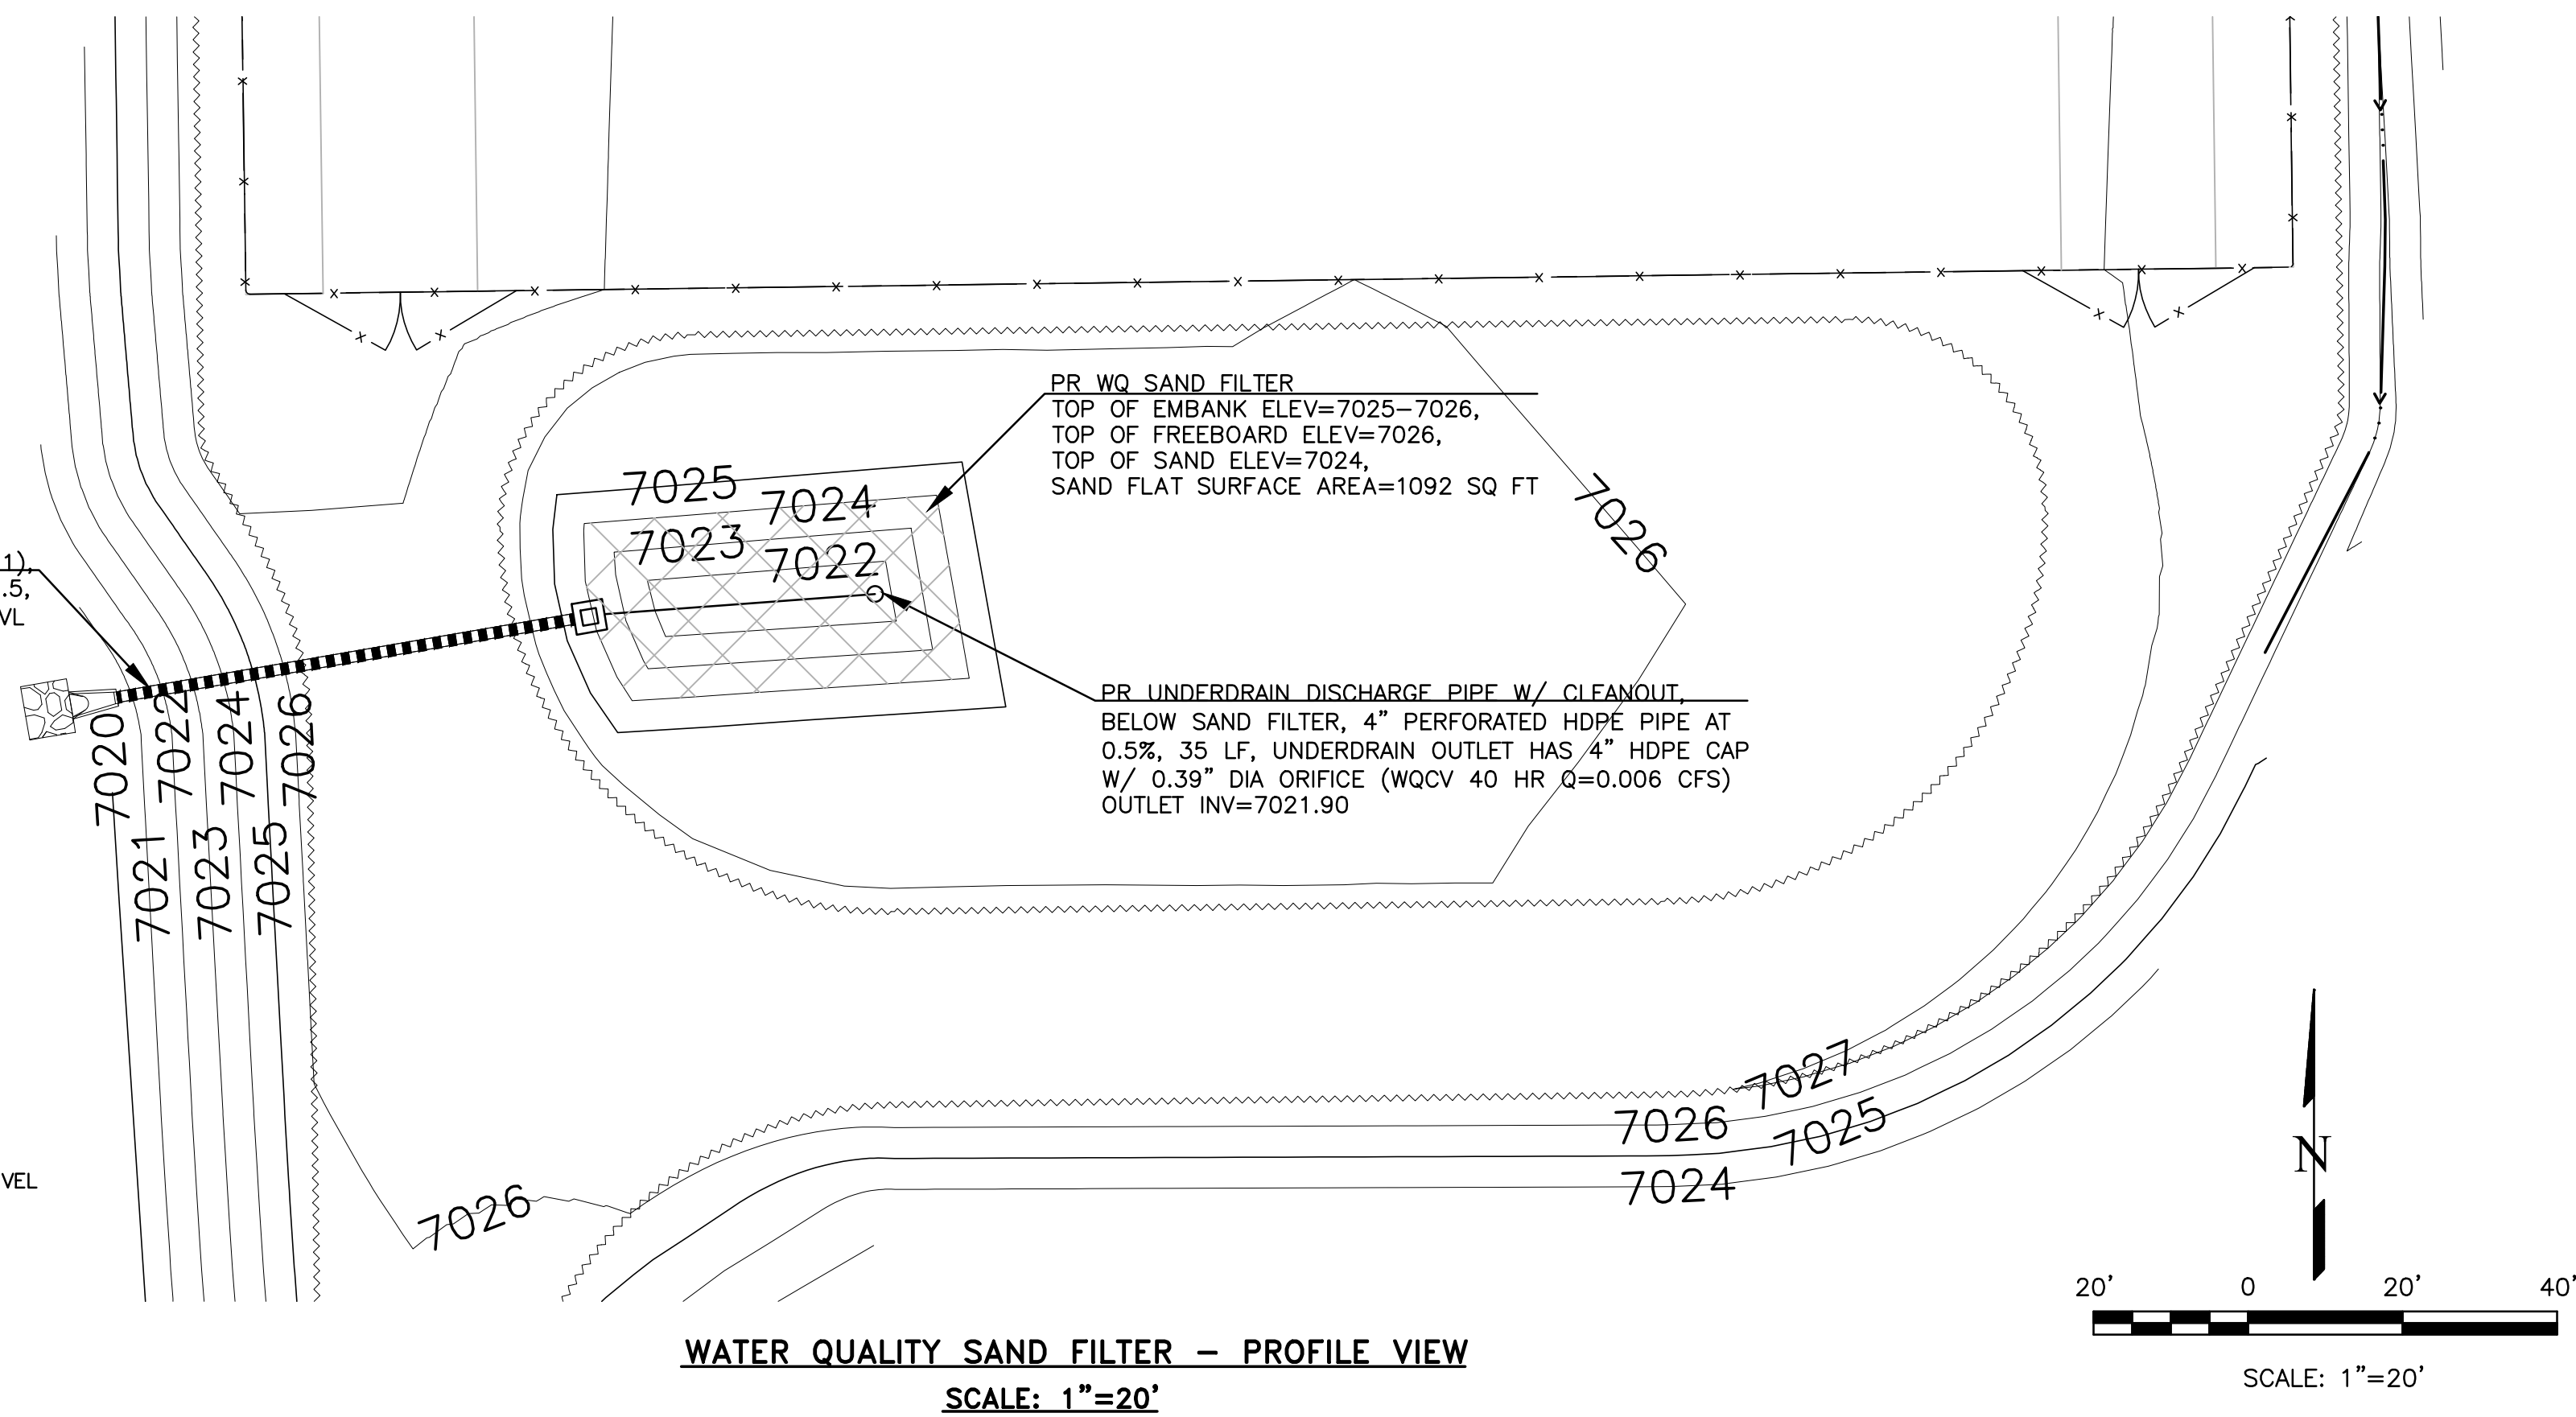 PR WQ SAND FILTER
TOP OF EMBANK ELEV=7025-7026,
TOP OF FREEBOARD ELEV=7026,
TOP OF SAND ELEV=7024,
SAND FLAT SURFACE AREA=1092 SQ FT
7025
7024
7023
7022
7026
1),
.5,
VL
PR UNDERDRAIN DISCHARGE PIPE W/ CLEANOUT,
BELOW SAND FILTER, 4" PERFORATED HDPE PIPE AT
0.5%, 35 LF, UNDERDRAIN OUTLET HAS 4" HDPE CAP
W/ 0.39" DIA ORIFICE (WQCV 40 HR Q=0.006 CFS)
OUTLET INV=7021.90
7020
7022
7024
7026
7021
7023
7025
7027
7026
7025
7024
VEL
7026
N
20' 0 20' 40'
SCALE: 1"=20'
WATER QUALITY SAND FILTER - PROFILE VIEW
SCALE: 1"=20'